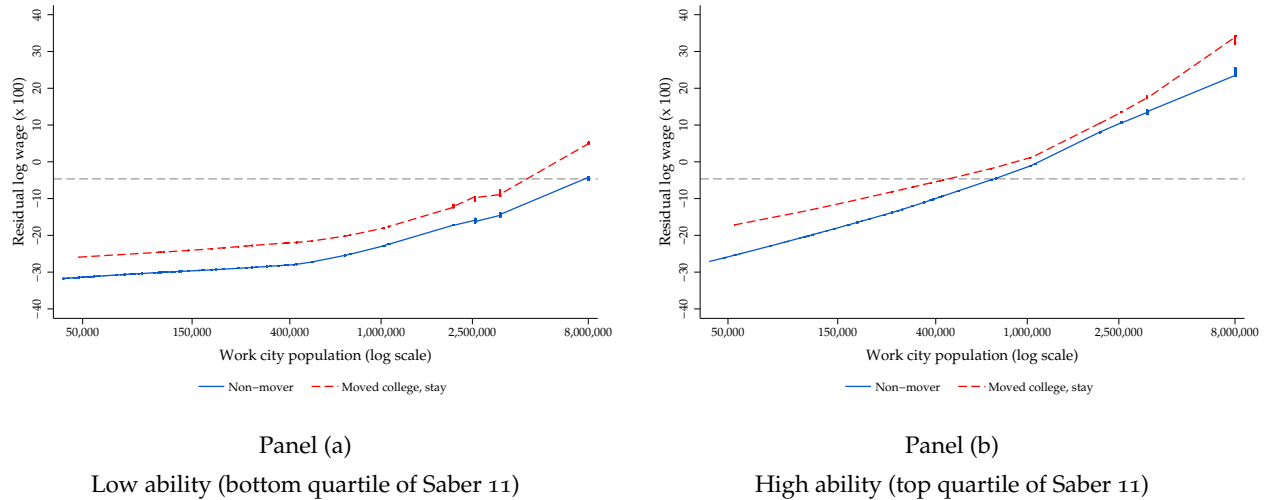 Residual log wage (x 100)
40
30
20
10
0
−10
−20
−30
−40
50,000 150,000 400,000 1,000,000 2,500,000 8,000,000
Work city population (log scale)
Non−mover Moved college, stay
Panel (a)
Low ability (bottom quartile of Saber 11)
Residual log wage (x 100)
40
30
20
10
0
−10
−20
−30
−40
50,000 150,000 400,000 1,000,000 2,500,000 8,000,000
Work city population (log scale)
Non−mover Moved college, stay
Panel (b)
High ability (top quartile of Saber 11)